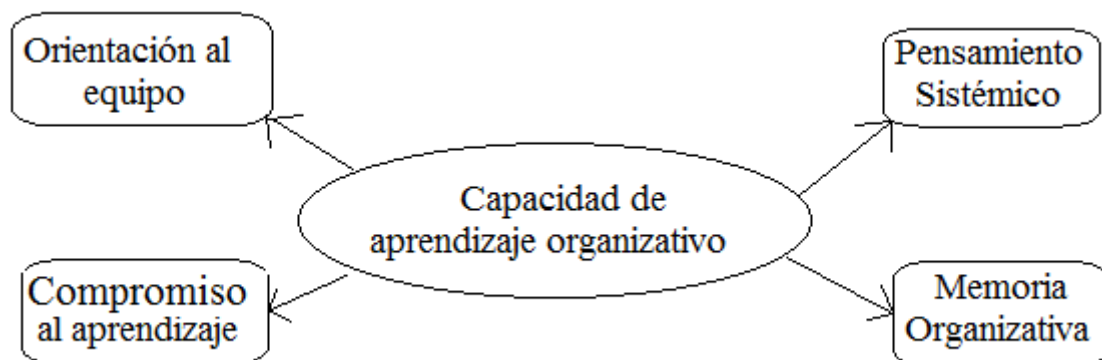 Orientación al
equipo
Pensamiento
Sistémico
Capacidad de
aprendizaje organizativo
Compromiso
al aprendizaje
Memoria
Organizativa